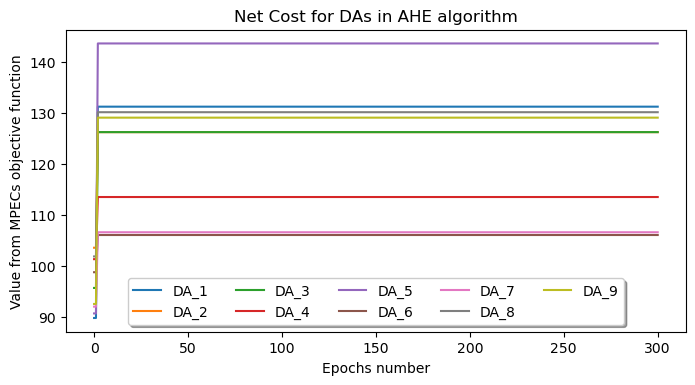 Net Cost for DAs in AHE algorithm
Value from MPECs objective function
140
130
120
110
100
90
DA_1 DA_3 DA_5 DA_7 DA_9
DA_2 DA_4 DA_6 DA_8
0 50 100 150 200 250 300
Epochs number